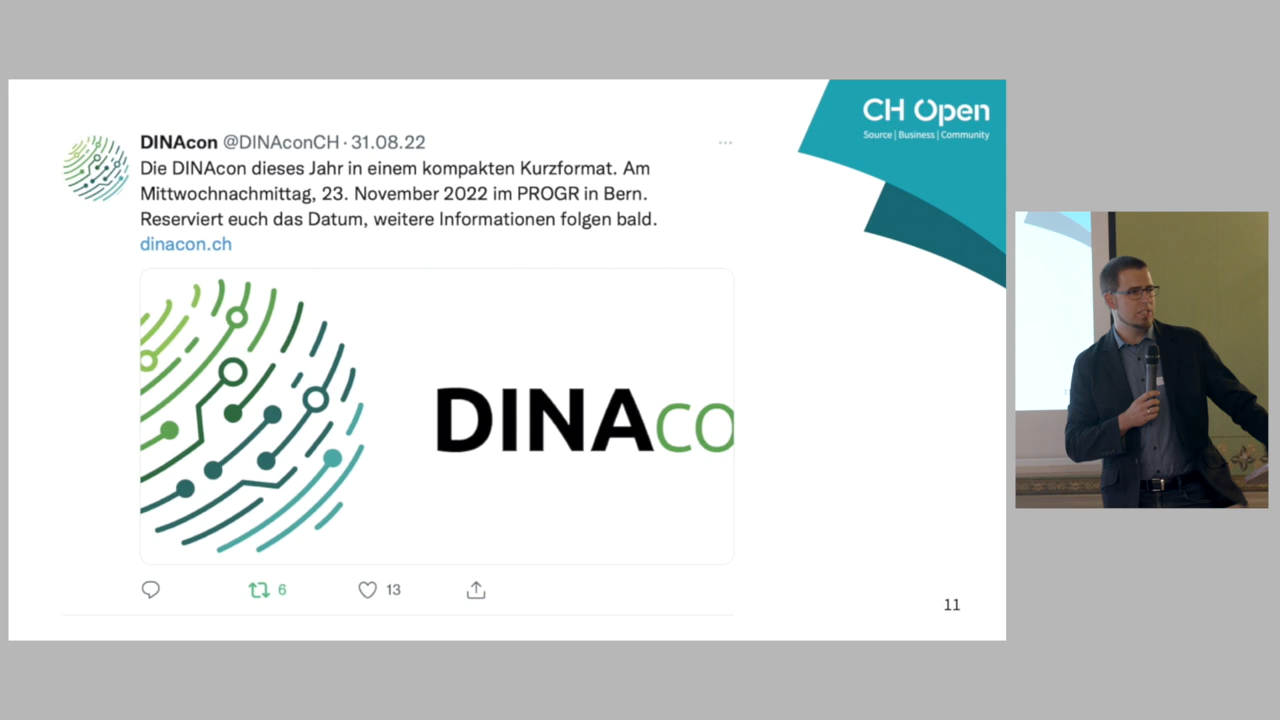 CH Open
Source | Business | Community
DINAcon @DINAconCH · 31.08.22
Die DINAcon dieses Jahr in einem kompakten Kurzformat. Am
Mittwochnachmittag, 23. November 2022 im PROGR in Bern.
Reserviert euch das Datum, weitere Informationen folgen bald.
dinacon.ch
DINAco
6
13
11